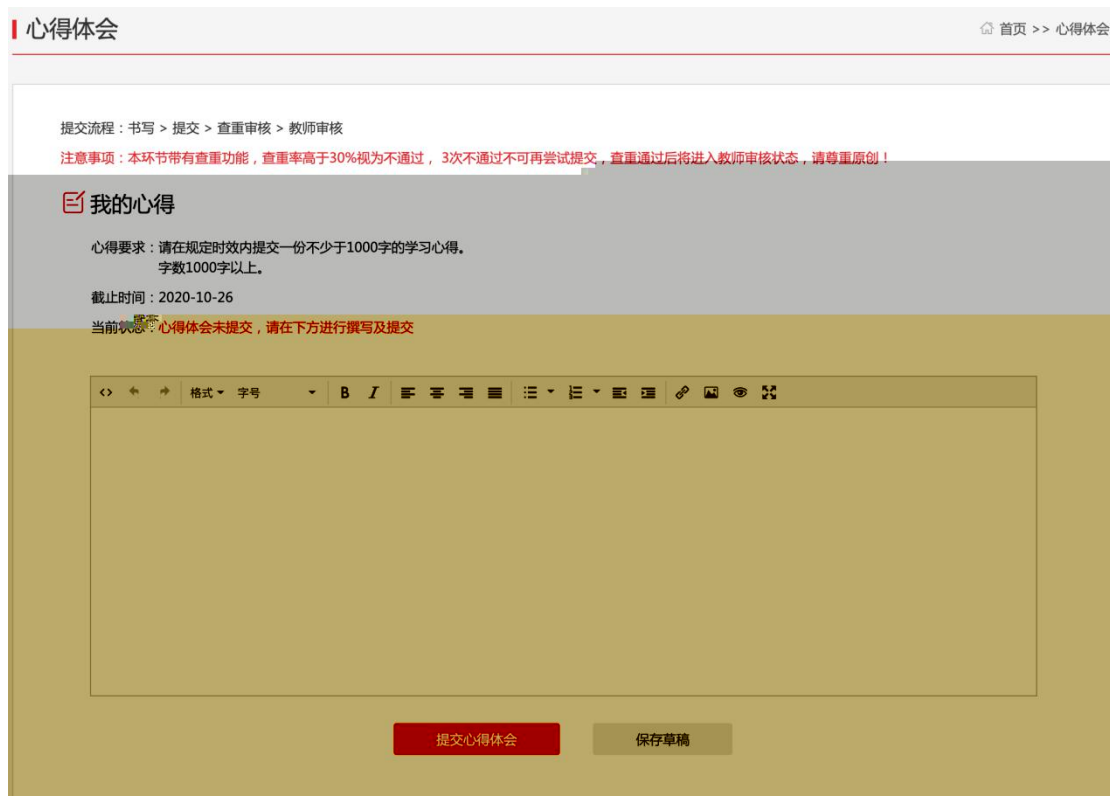 心得体会
首页 >> 心得体会
提交流程：书写 > 提交 > 查重审核 > 教师审核
注意事项：本环节带有查重功能，查重率高于30%视为不通过， 3次不通过不可再尝试提交，查重通过后将进入教师审核状态，请尊重原创！
我的心得
心得要求：请在规定时效内提交一份不少于1000字的学习心得。
字数1000字以上。
截止时间：2020-10-26
当前状态：心得体会未提交，请在下方进行撰写及提交
格式 字号 B I
提交心得体会 保存草稿